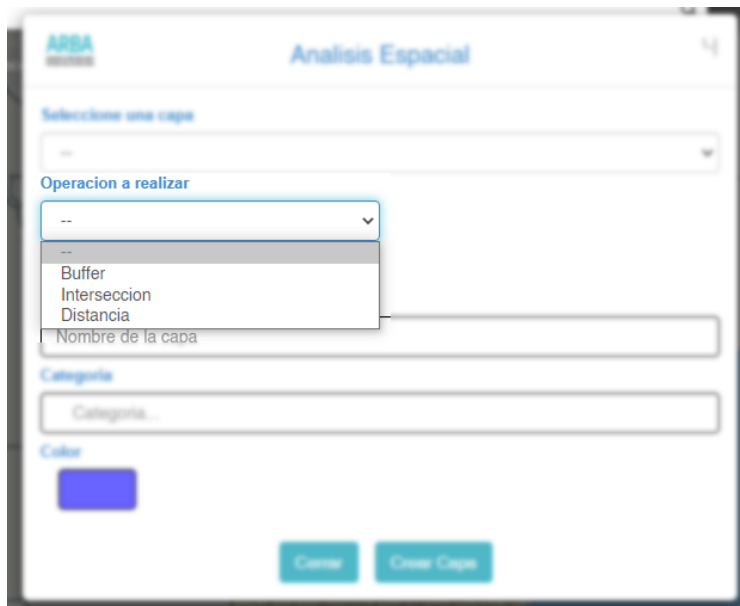 ARBA
Analisis Espacial
Seleccione una capa
--
Operacion a realizar
--
--
Buffer
Interseccion
Distancia
Nombre de la capa
Categoria
Categoria...
Color
Cerrar
Crear Capa